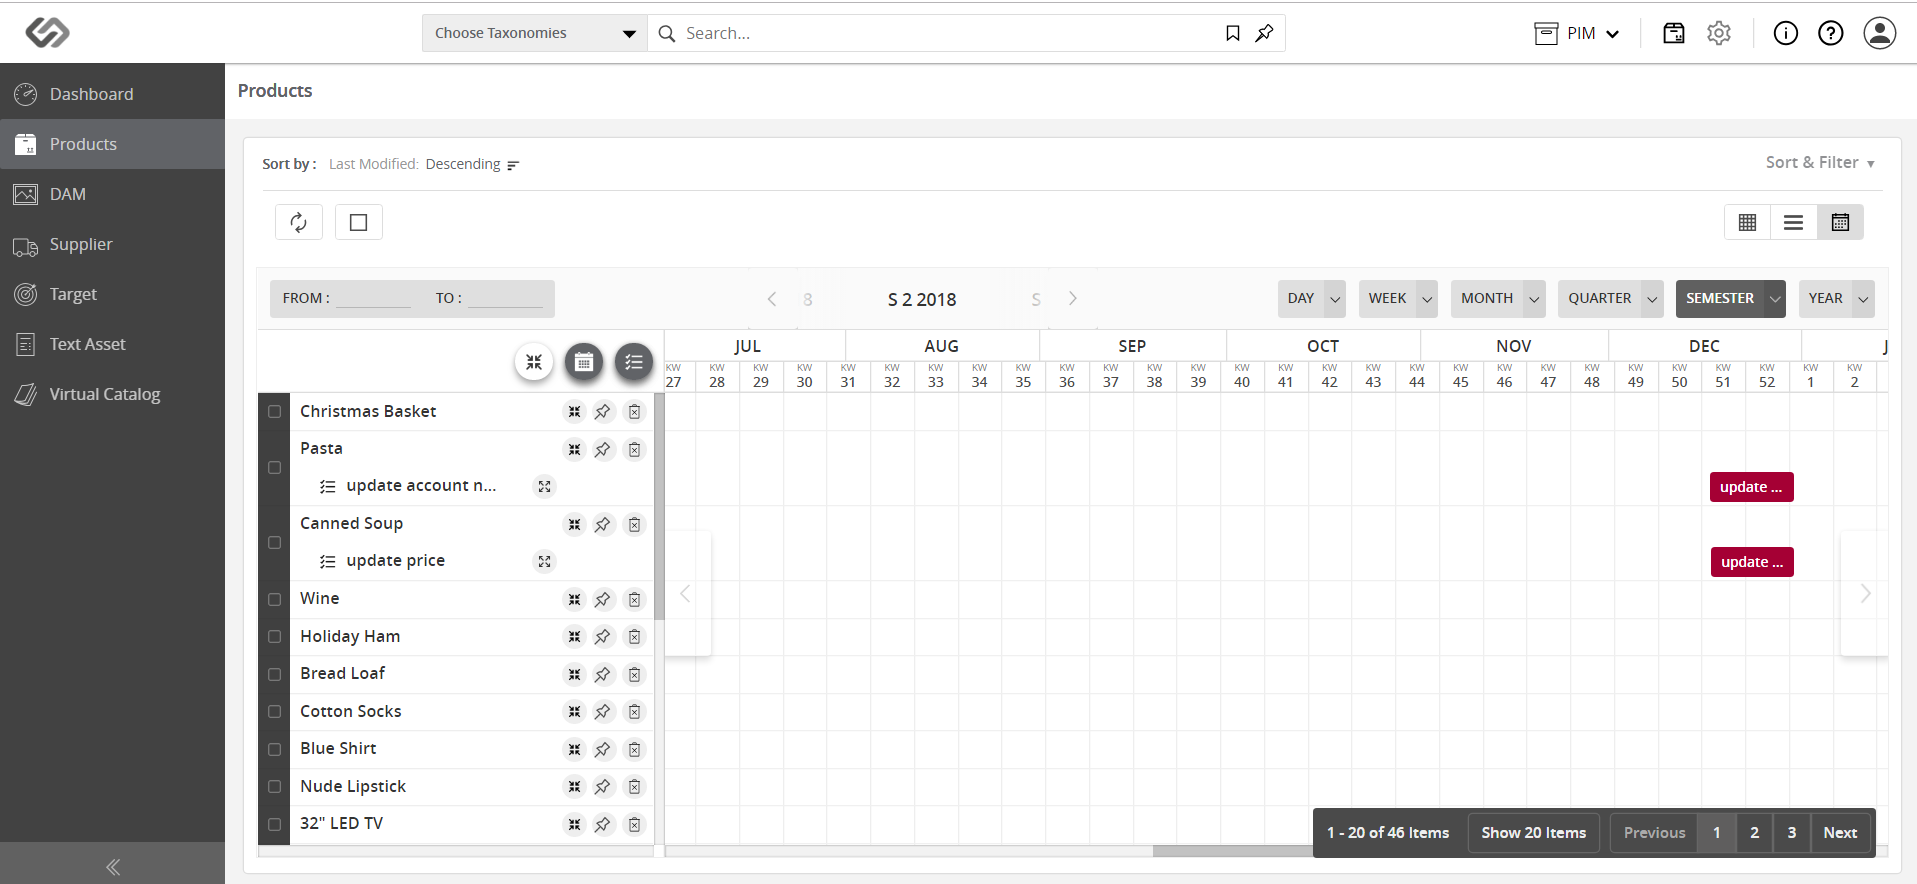 Choose Taxonomies
Search...
PIM
Dashboard
Products
DAM
Supplier
Target
Text Asset
Virtual Catalog
Products
Sort by : Last Modified: Descending
Sort & Filter
FROM : TO :
8 S 2 2018 S
DAY WEEK MONTH QUARTER SEMESTER YEAR
JUL AUG SEP OCT NOV DEC J
KW KW KW KW KW KW KW KW KW KW KW KW KW KW KW KW KW KW KW KW KW KW KW KW KW KW KW KW
27 28 29 30 31 32 33 34 35 36 37 38 39 40 41 42 43 44 45 46 47 48 49 50 51 52 1 2
Christmas Basket
Pasta
update account n... update ...
Canned Soup
update price update ...
Wine
Holiday Ham
Bread Loaf
Cotton Socks
Blue Shirt
Nude Lipstick
32" LED TV
1 - 20 of 46 Items Show 20 Items Previous 1 2 3 Next